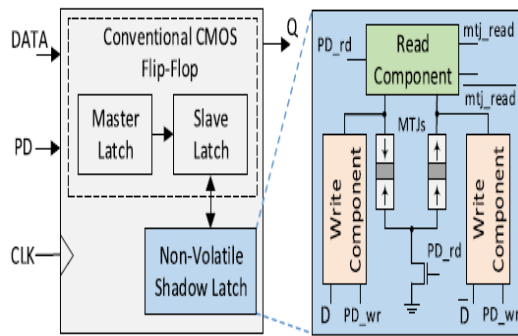 DATA
PD
CLK
Conventional CMOS
Flip-Flop
Master
Latch
Slave
Latch
Non-Volatile
Shadow Latch
Q
PD_rd
Read
Component
mtj_read
mtj_read
MTJs
Write
Component
Write
Component
PD_rd
D
PD_wr
D
PD_wr